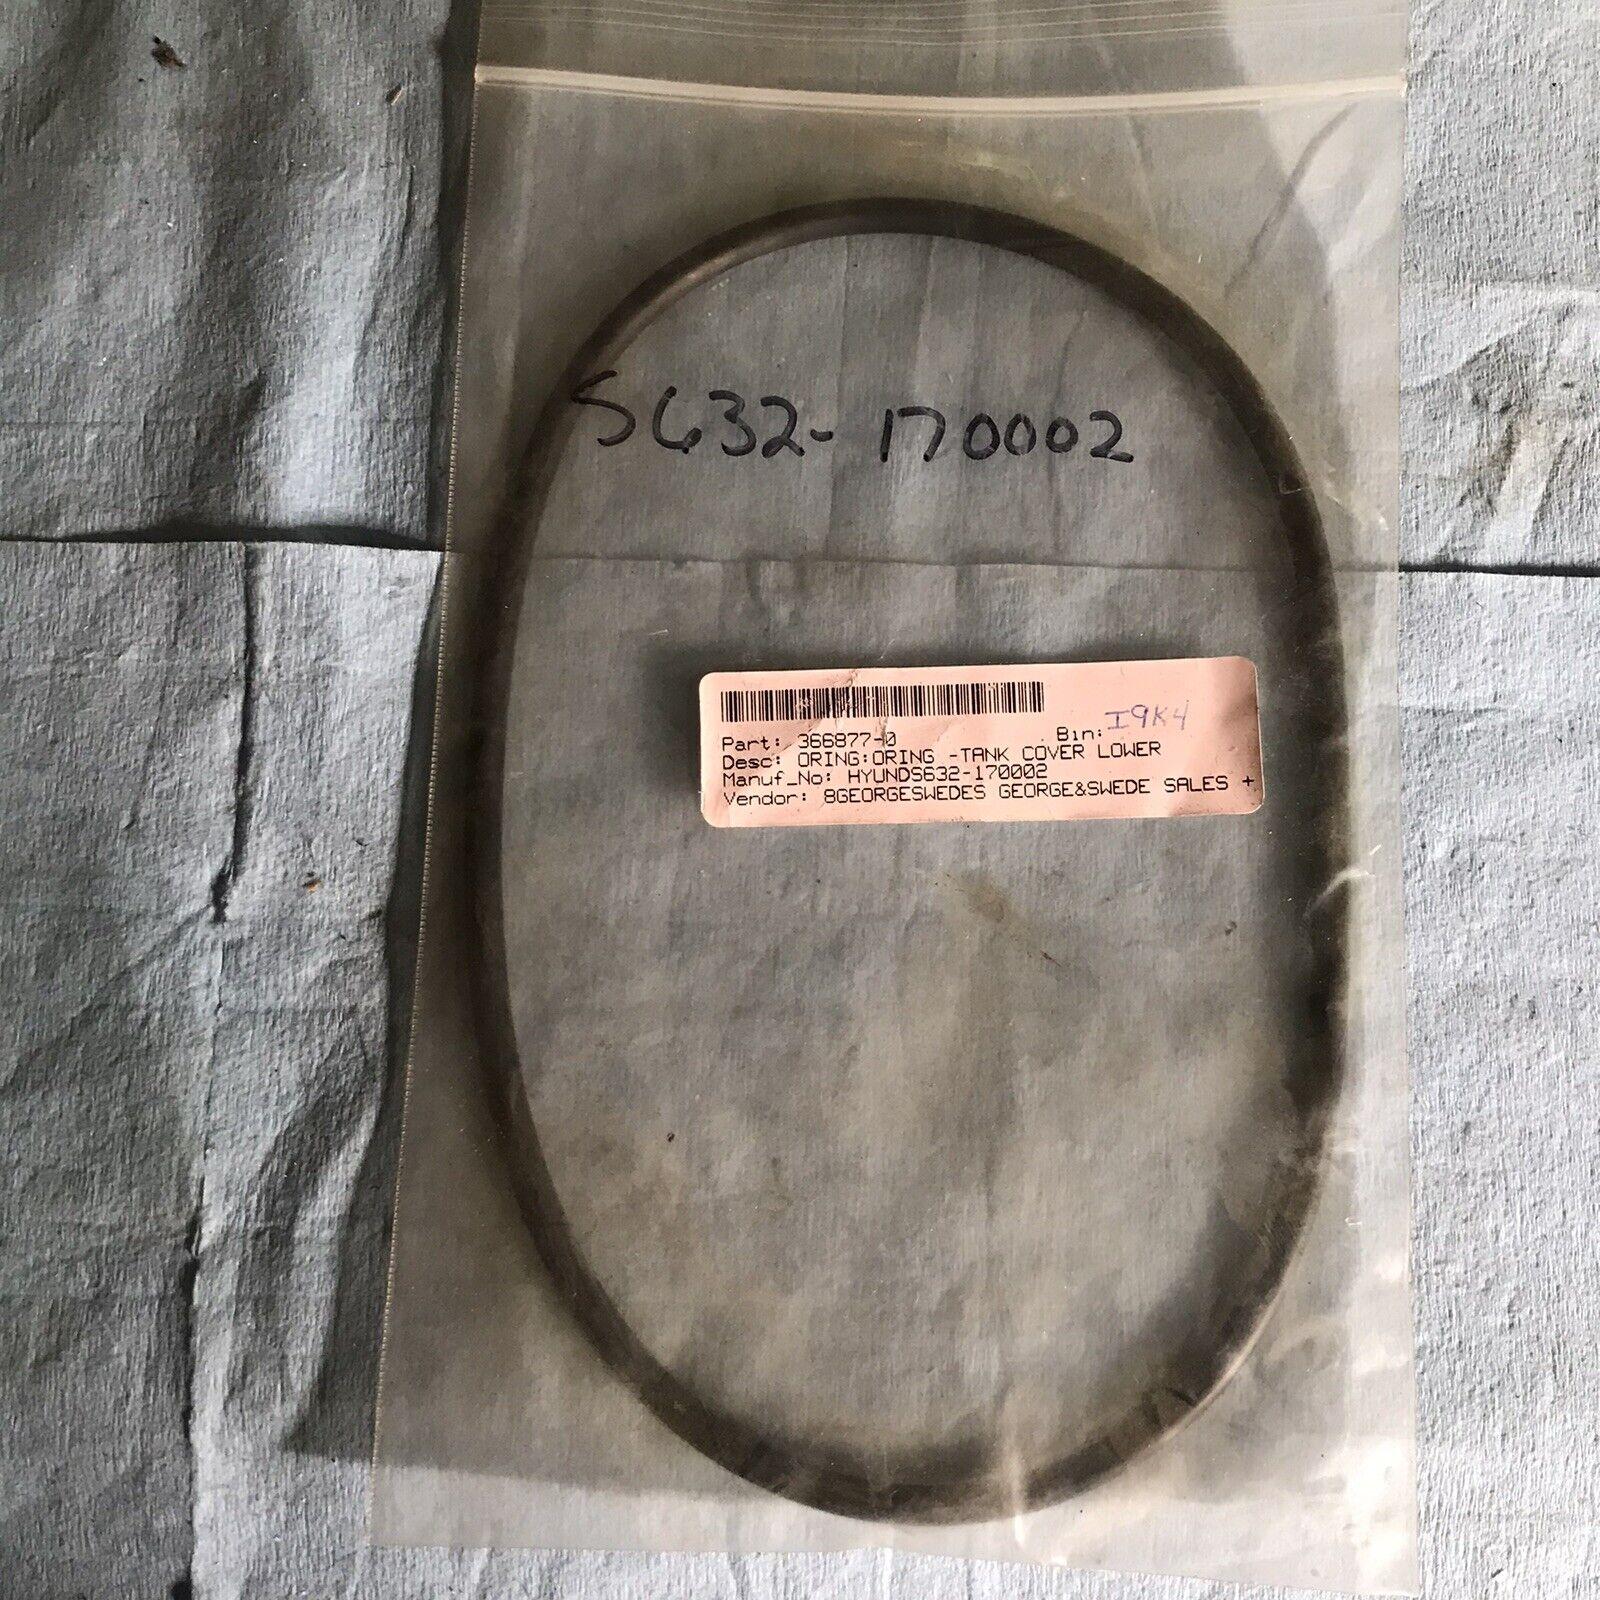 S632-170002
Part: 366877-0 Bin: I9K4
Desc: ORING:ORING -TANK COVER LOWER
Manuf_No: HYUNDS632-170002
Vendor: 8GEORGESWEDES GEORGE&SWEDE SALES +